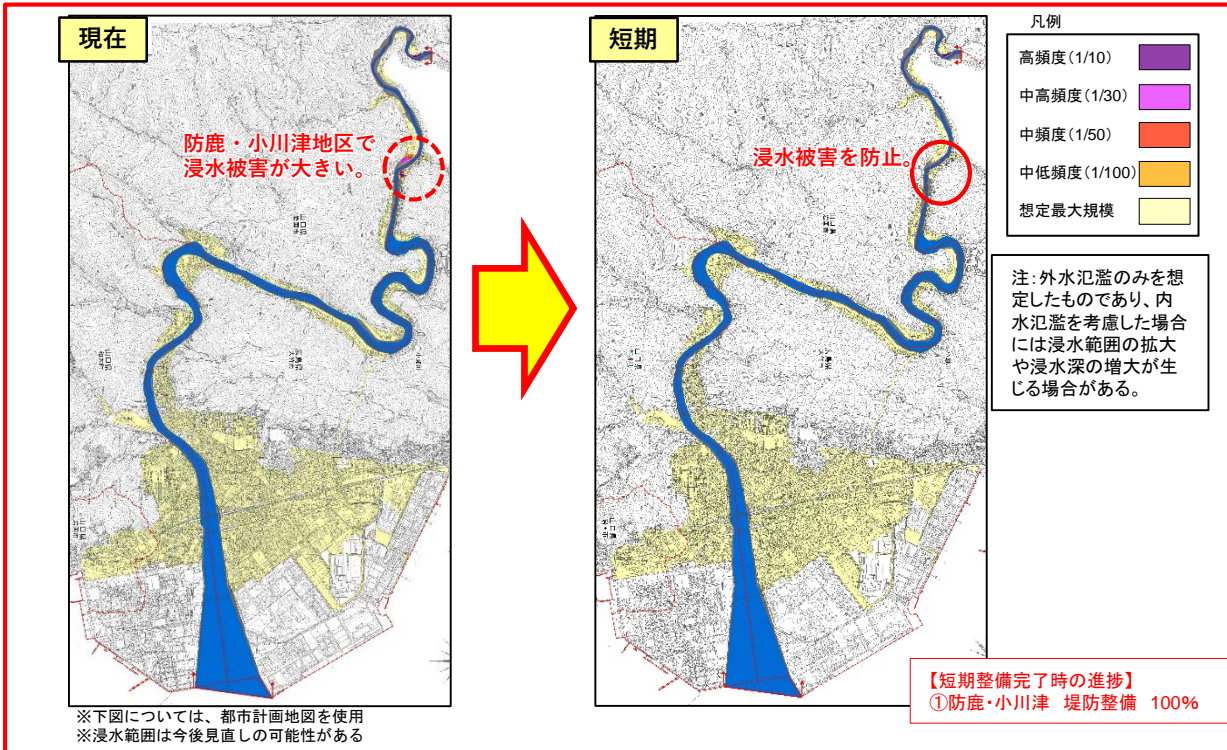 現在
防鹿・小川津地区で
浸水被害が大きい。
※下図については、都市計画地図を使用
※浸水範囲は今後見直しの可能性がある
短期
浸水被害を防止。
凡例
高頻度(1/10)
中高頻度(1/30)
中頻度(1/50)
中低頻度(1/100)
想定最大規模
注:外水氾濫のみを想
定したものであり、内
水氾濫を考慮した場合
には浸水範囲の拡大
や浸水深の増大が生
じる場合がある。
【短期整備完了時の進捗】
①防鹿・小川津 堤防整備 100%